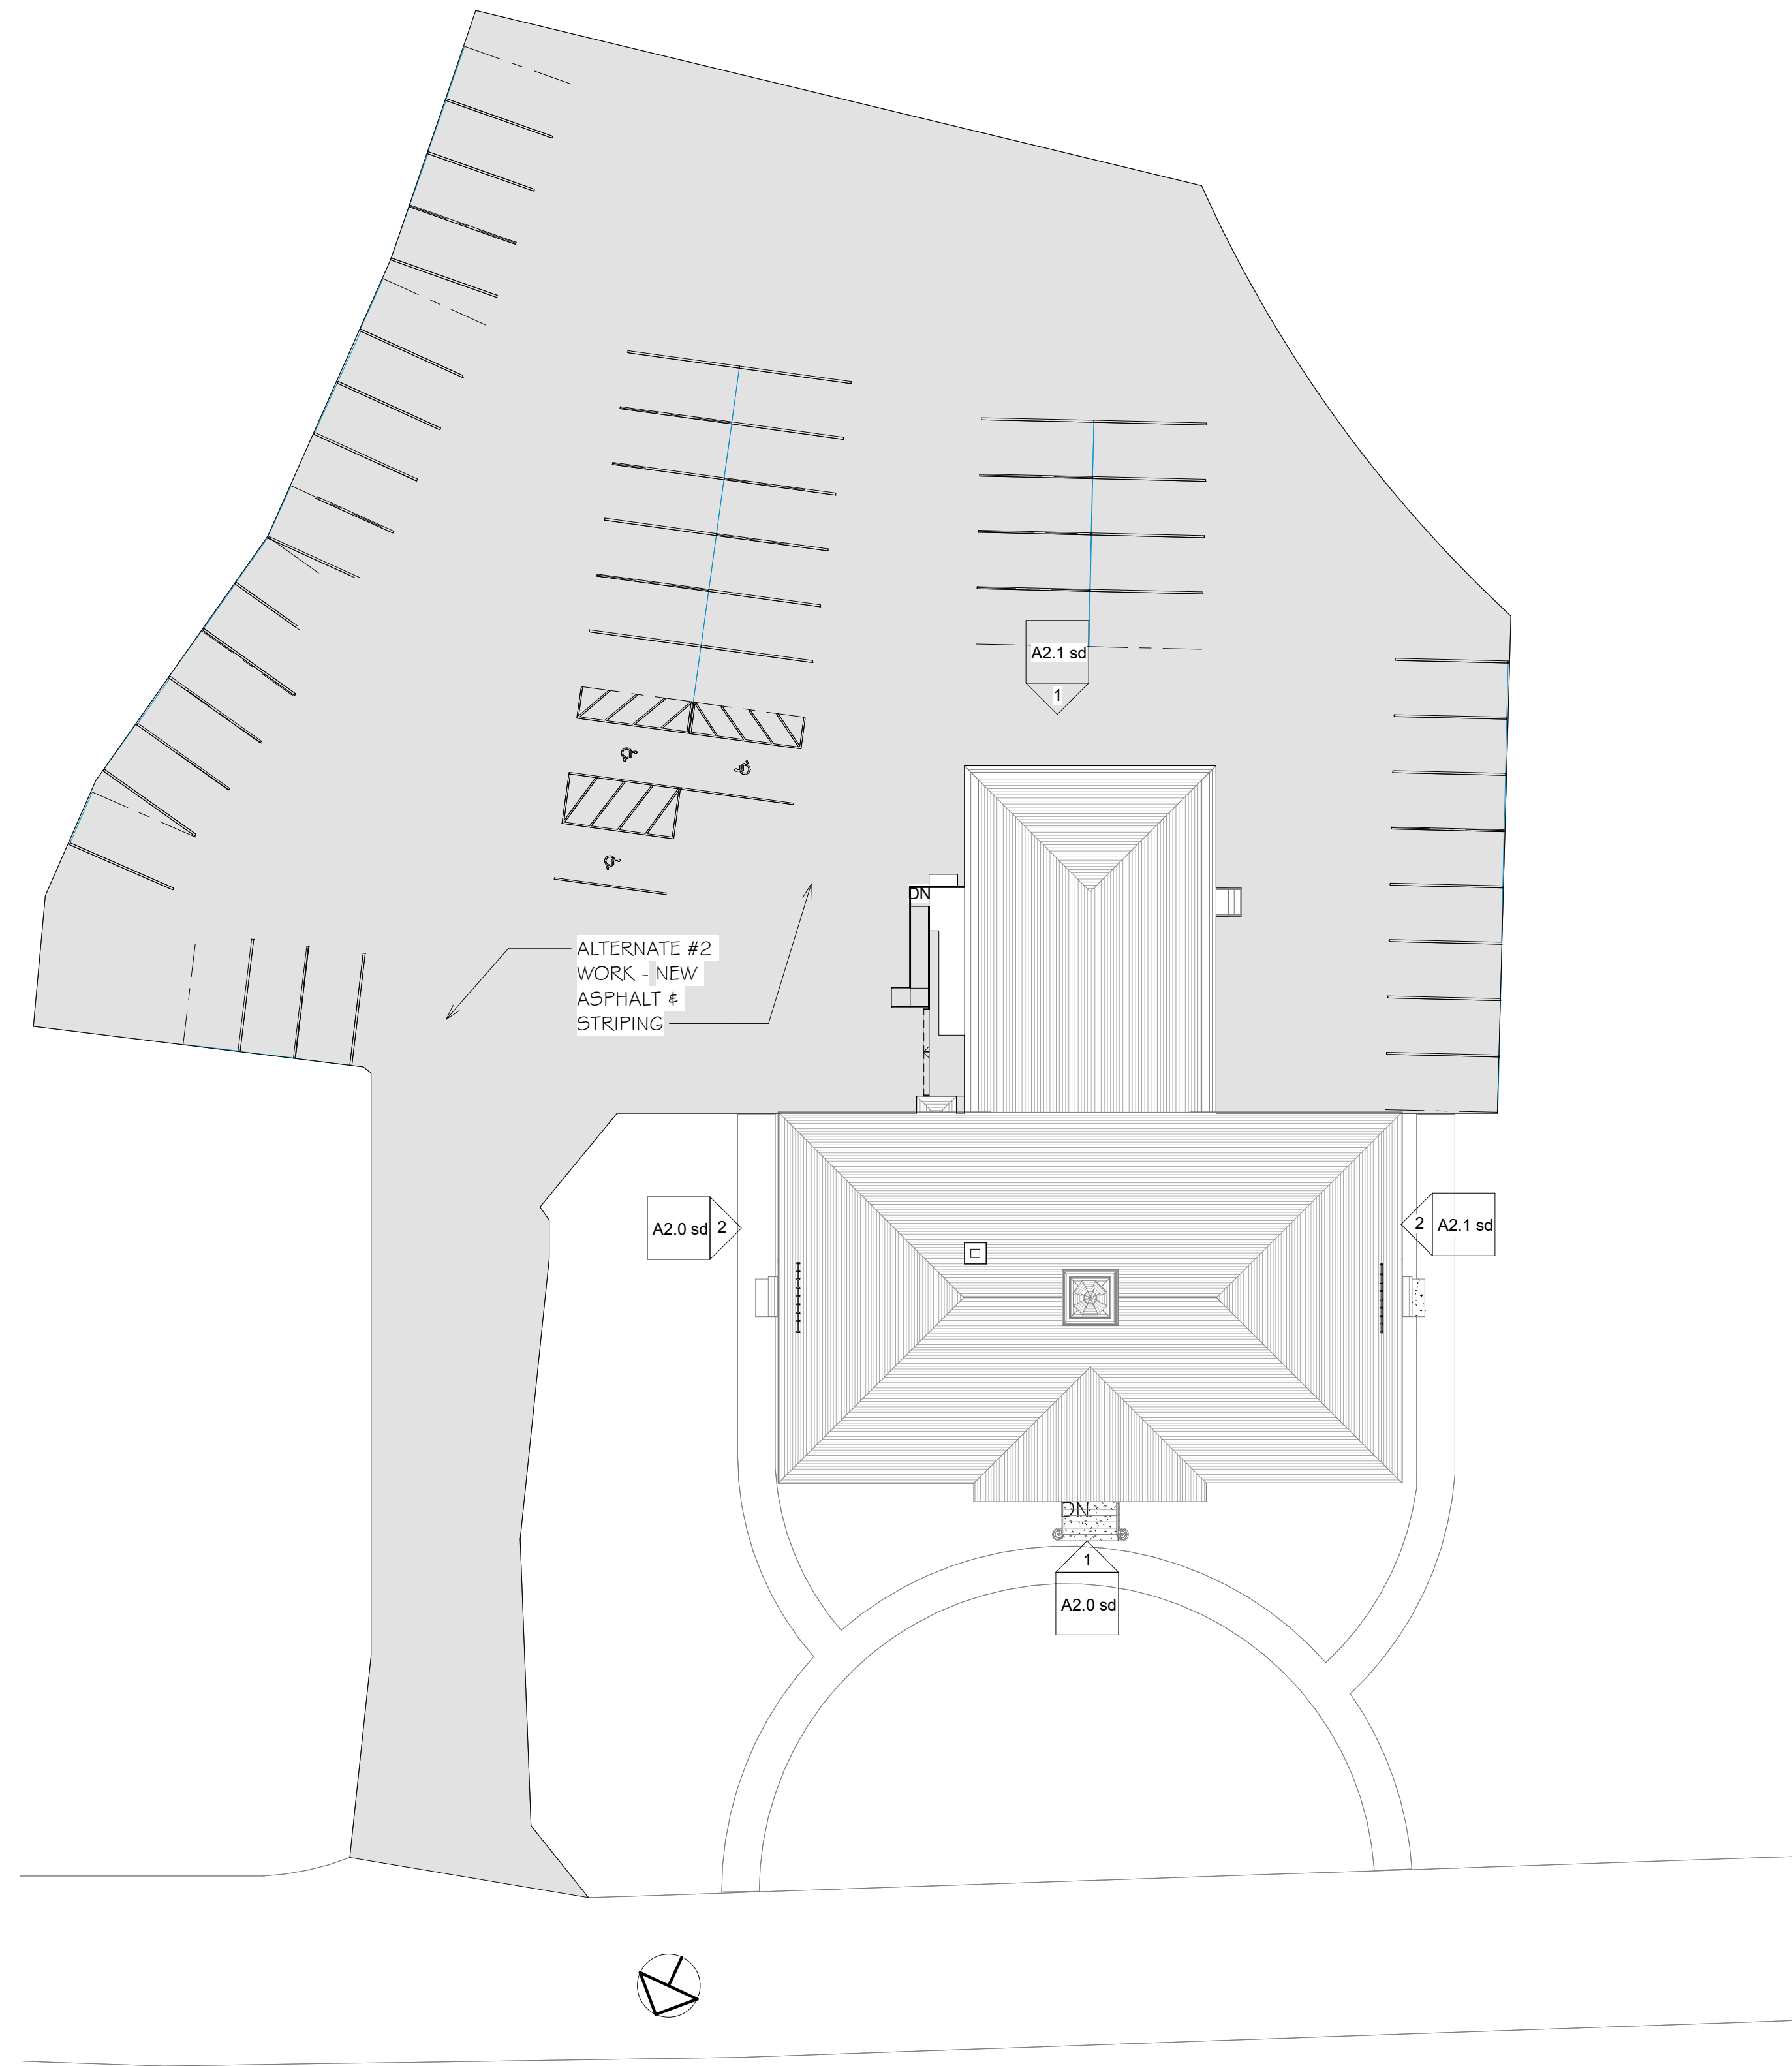 A2.1 sd
1
DN
ALTERNATE #2
WORK - NEW
ASPHALT &
STRIPING
A2.0 sd 2
2 A2.1 sd
DN
1
A2.0 sd